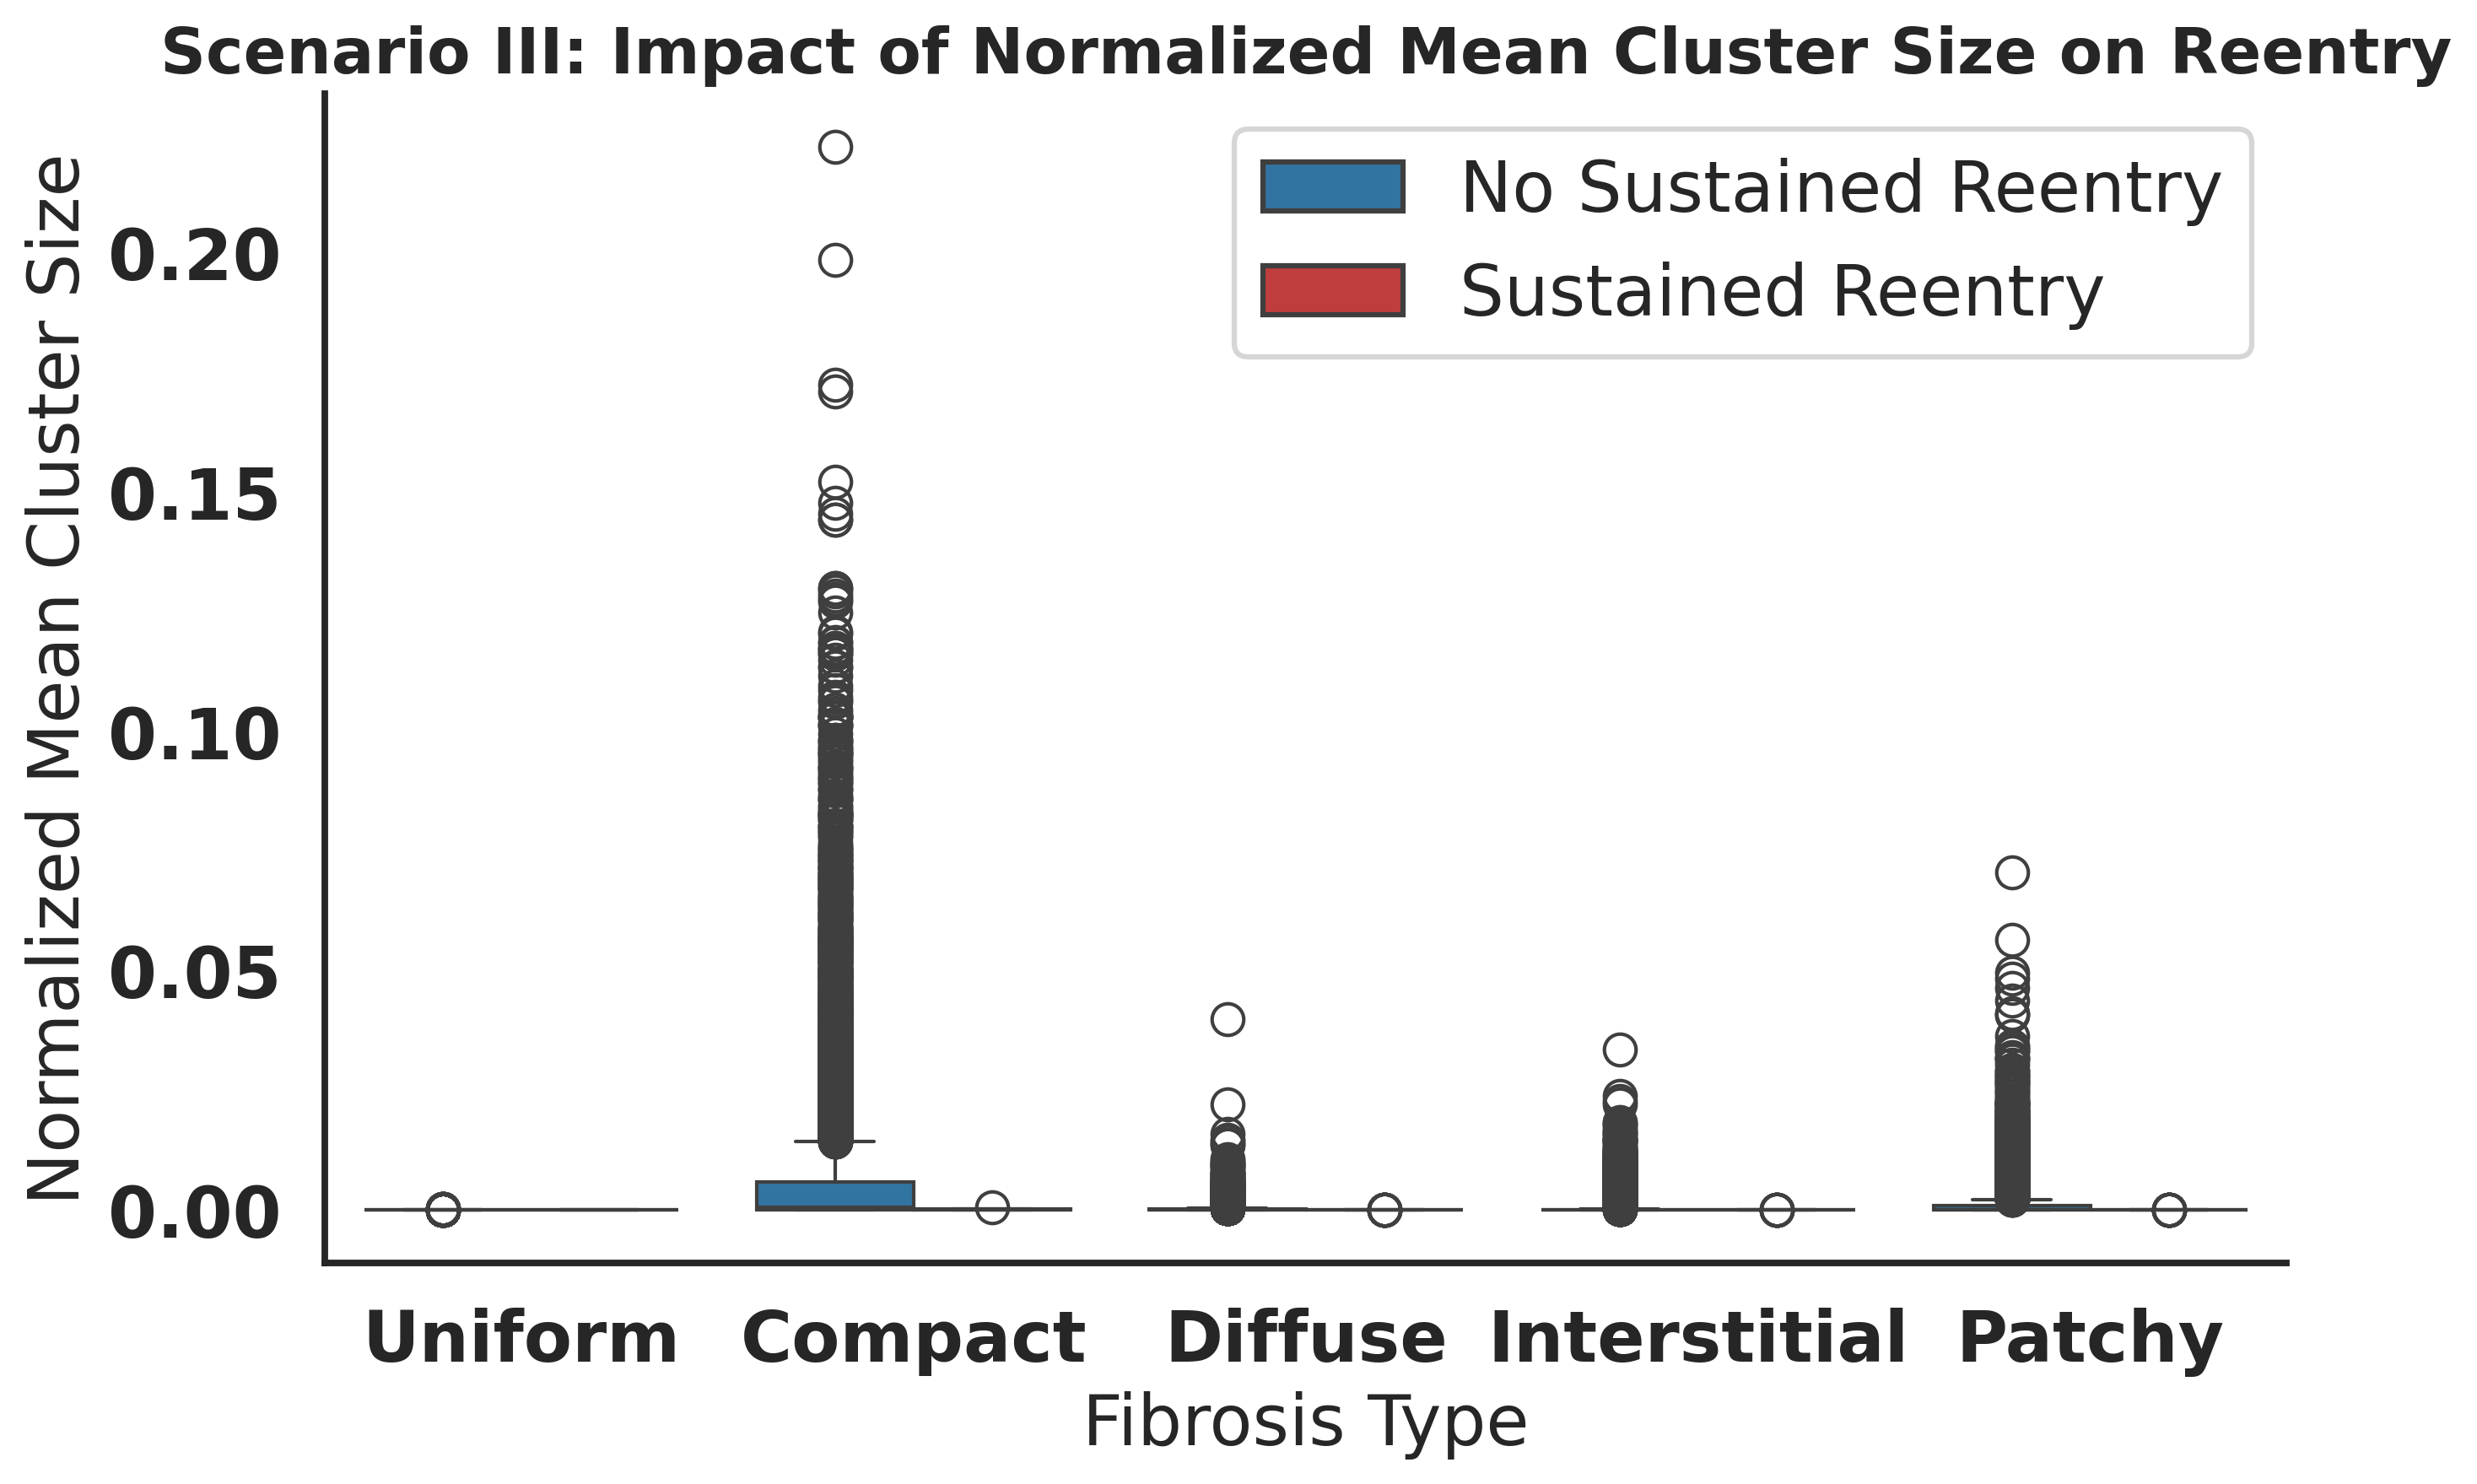 Scenario III: Impact of Normalized Mean Cluster Size on Reentry
No Sustained Reentry
Sustained Reentry
Normalized Mean Cluster Size
0.20
0.15
0.10
0.05
0.00
Uniform Compact Diffuse Interstitial Patchy
Fibrosis Type